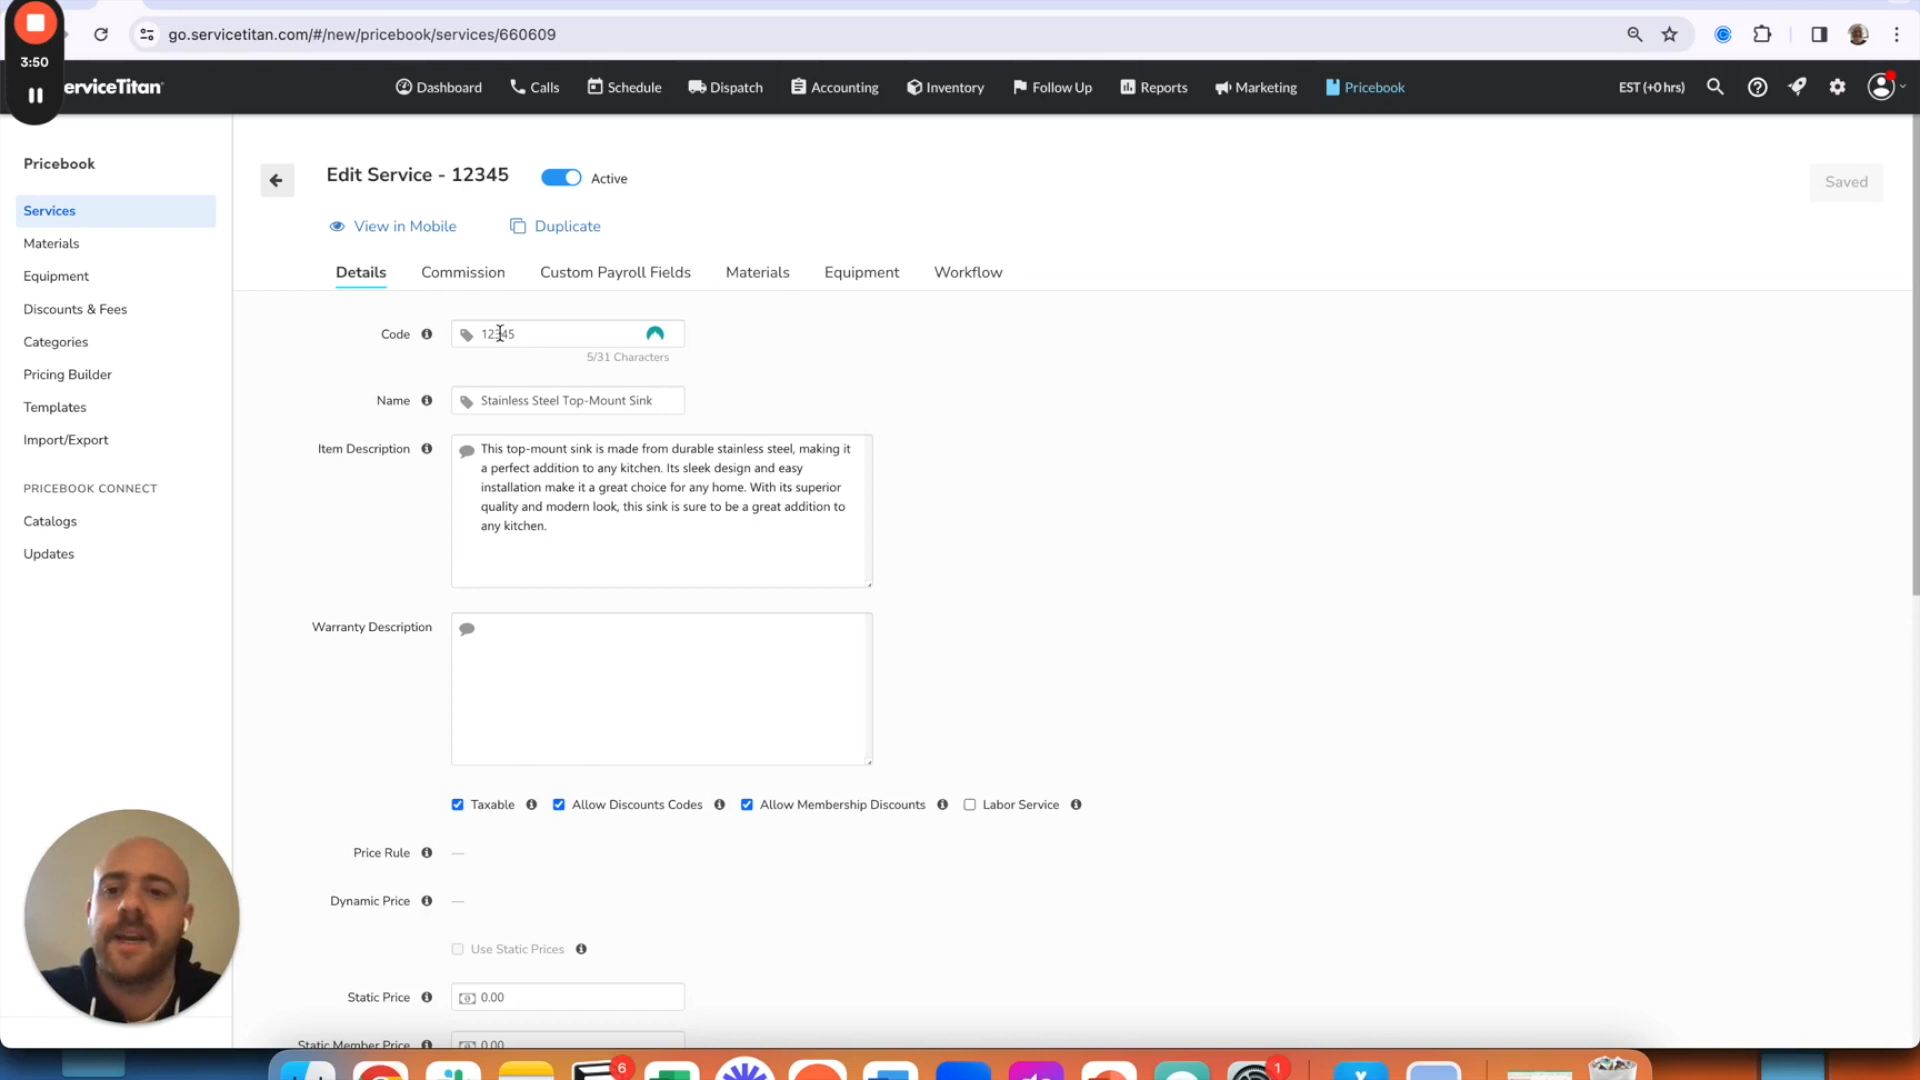 go.servicetitan.com/#/new/pricebook/services/660609
3:50
erviceTitan
Dashboard
Calls
Schedule
Dispatch
Accounting
Inventory
Follow Up
Reports
Marketing
Pricebook
EST (+0 hrs)
Pricebook
Services
Materials
Equipment
Discounts & Fees
Categories
Pricing Builder
Templates
Import/Export
PRICEBOOK CONNECT
Catalogs
Updates
Edit Service - 12345
Active
Saved
View in Mobile
Duplicate
Details
Commission
Custom Payroll Fields
Materials
Equipment
Workflow
Code
12345
5/31 Characters
Name
Stainless Steel Top-Mount Sink
Item Description
This top-mount sink is made from durable stainless steel, making it
a perfect addition to any kitchen. Its sleek design and easy
installation make it a great choice for any home. With its superior
quality and modern look, this sink is sure to be a great addition to
any kitchen.
Warranty Description
Taxable
Allow Discounts Codes
Allow Membership Discounts
Labor Service
Price Rule
—
Dynamic Price
—
Use Static Prices
Static Price
0.00
Static Member Price
0.00
6
1